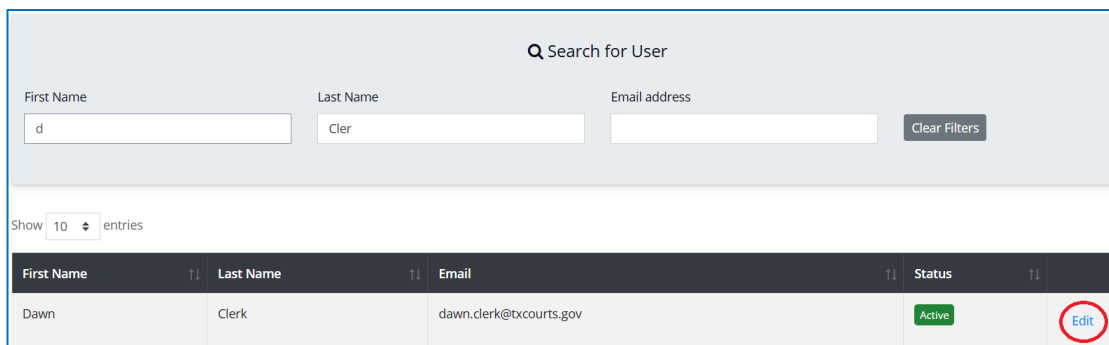 Search for User
First Name Last Name Email address
d Cler Clear Filters
Show 10 entries
First Name Last Name Email Status
Dawn Clerk dawn.clerk@txcourts.gov Active Edit